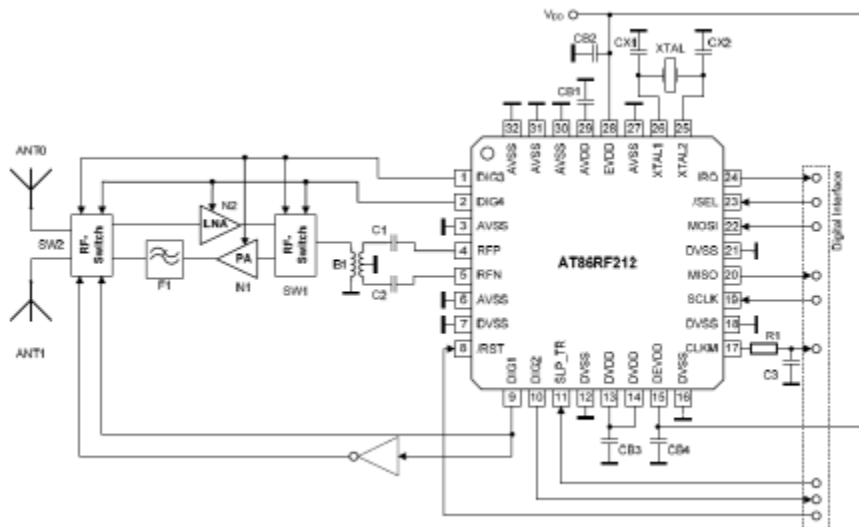 VDD
CB2
CX1
XTAL
CX2
CB1
32 31 30 29 28 27 26 25
AVSS AVSS AVSS AVDD EVDD AVSS XTAL1 XTAL2
ANT0
SW2
RF-Switch
N2
LNA
PA
N1
F1
RF-Switch
SW1
B1
C1
C2
ANT1
1 DIG3
2 DIG4
3 AVSS
4 RFP
5 RFN
6 AVSS
7 DVSS
8 /RST
AT86RF212
IRQ 24
/SEL 23
MOSI 22
DVSS 21
MISO 20
SCLK 19
DVSS 18
CLKM 17
R1
C3
Digital Interface
DIG1 DIG2 SLP_TR DVSS DVDD DVDD DEVDD DVSS
9 10 11 12 13 14 15 16
CB3
CB4